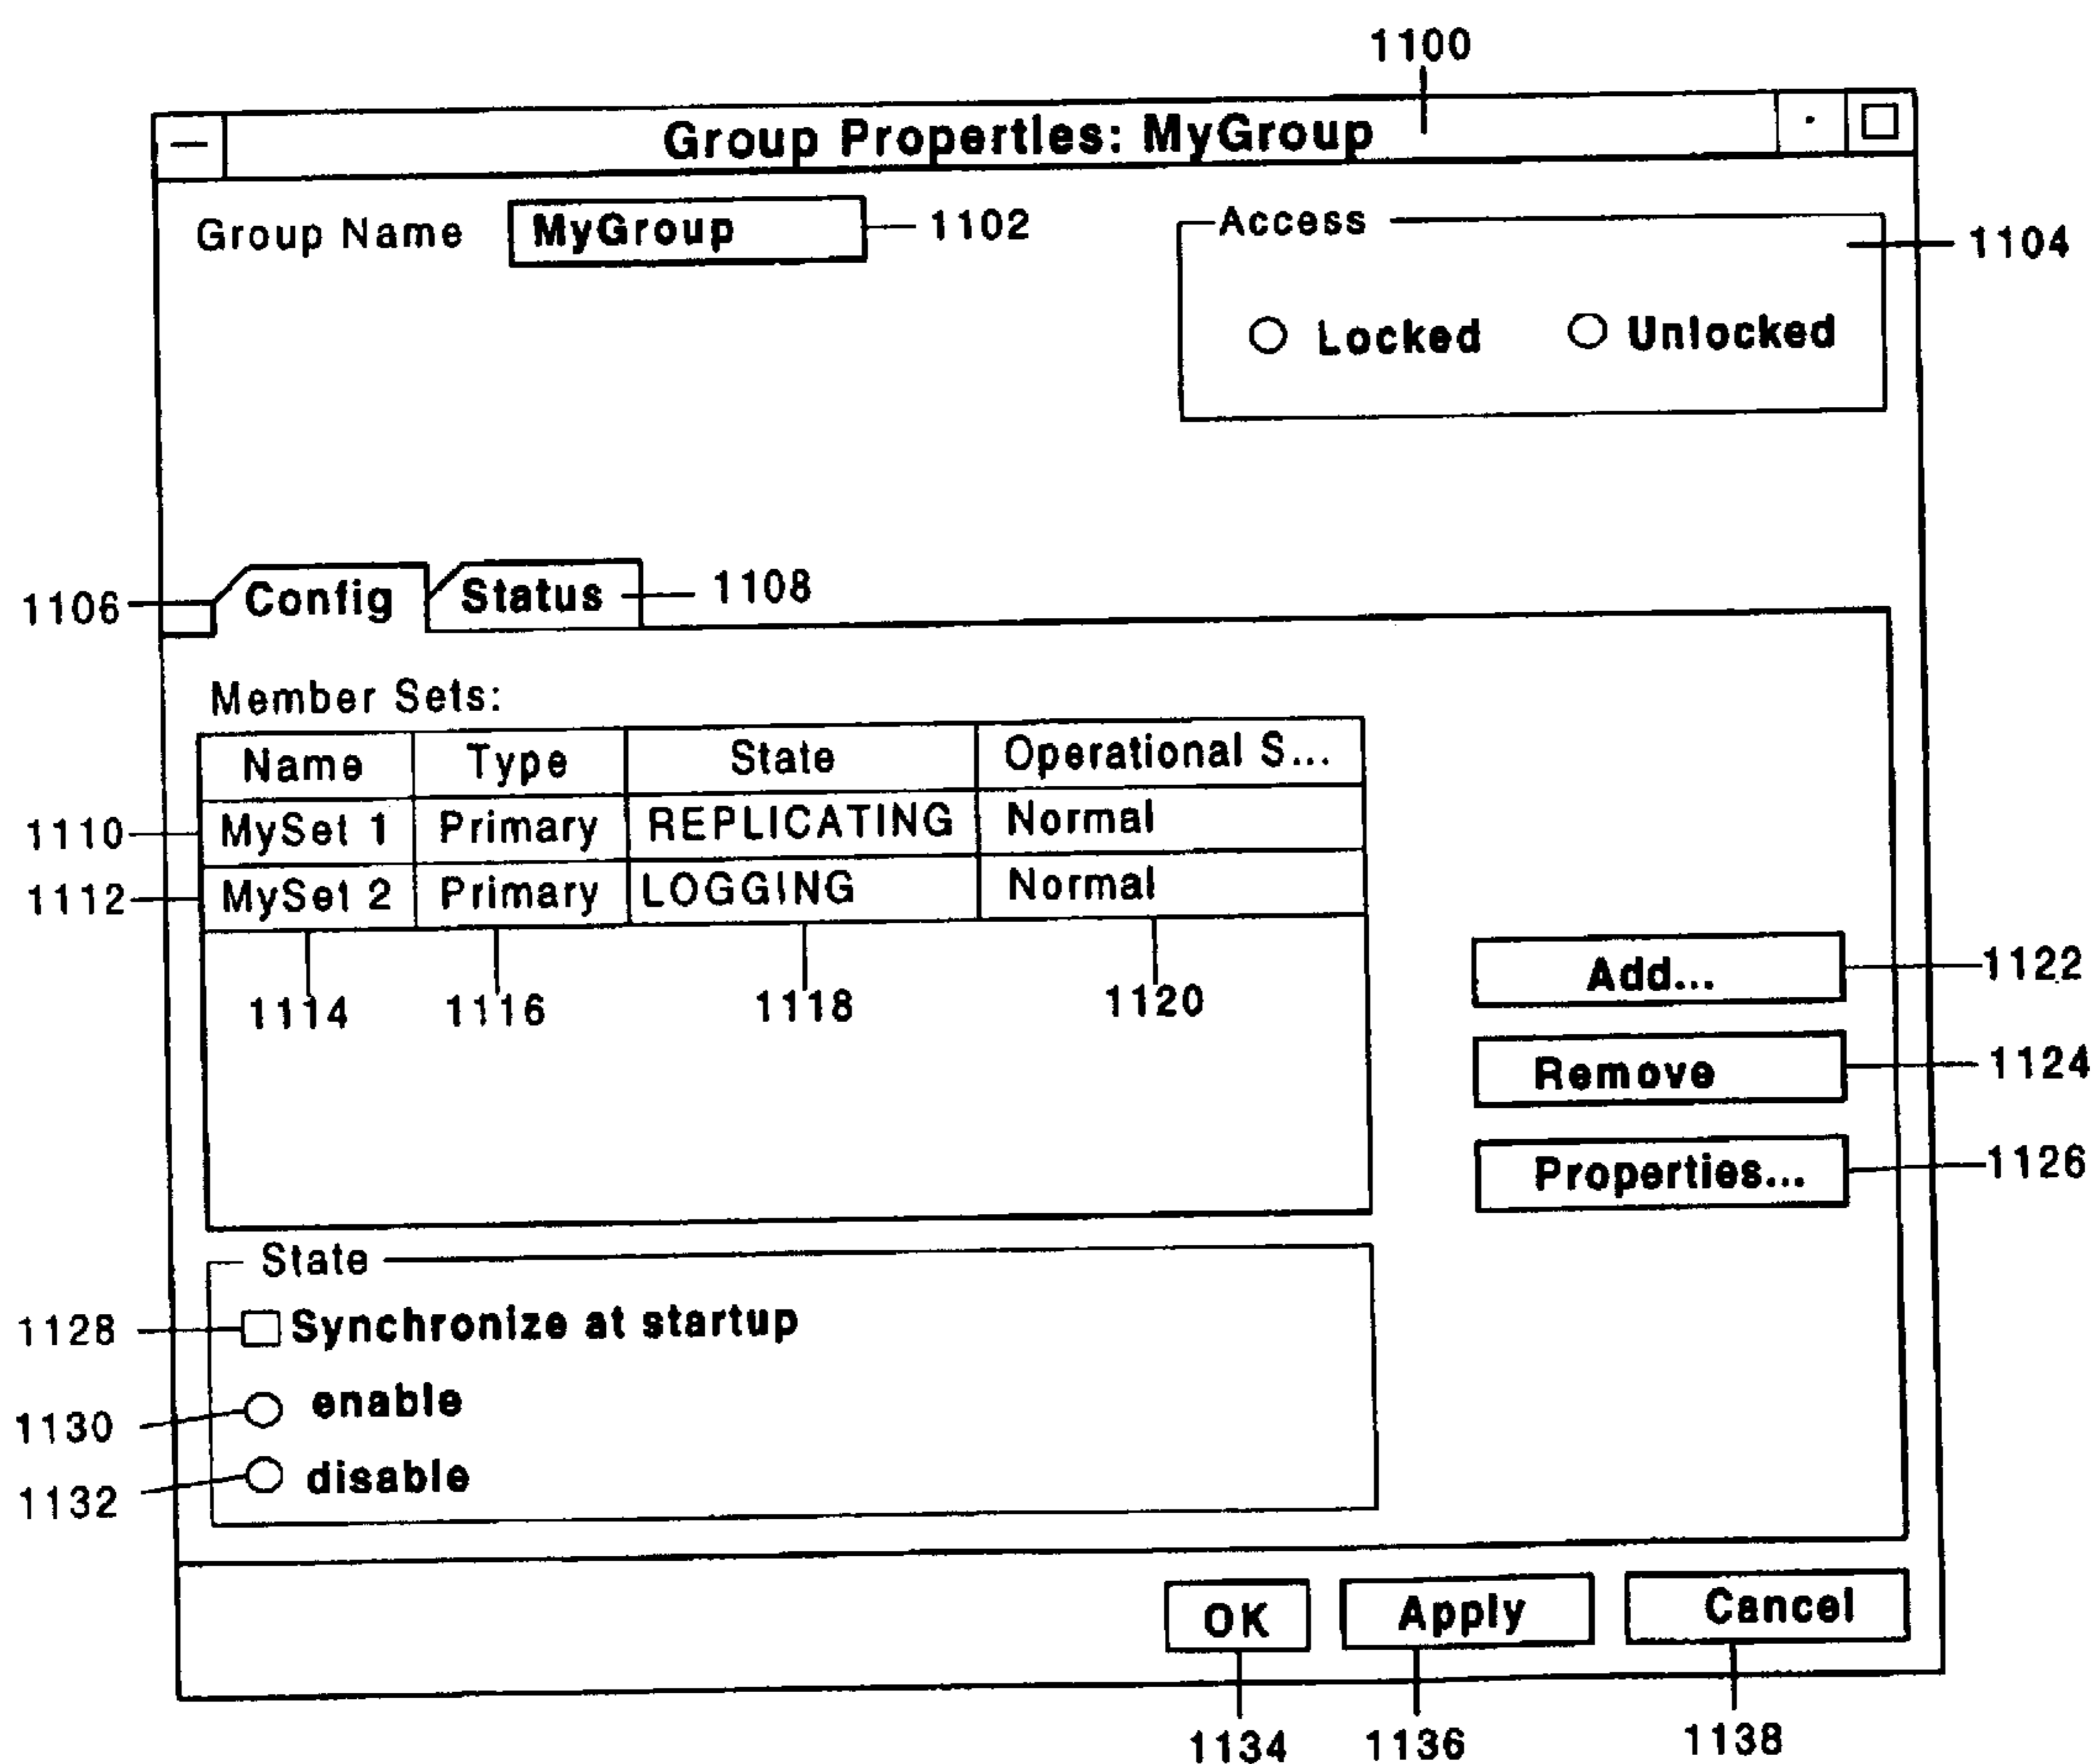 1100
Group Properties: MyGroup
Group Name MyGroup 1102
Access
1104
Locked Unlocked
1106 Config Status 1108
Member Sets:
Name Type State Operational S...
1110 MySet 1 Primary REPLICATING Normal
1112 MySet 2 Primary LOGGING Normal
1114 1116 1118 1120
Add... 1122
Remove 1124
Properties... 1126
State
1128 Synchronize at startup
1130 enable
1132 disable
OK Apply Cancel
1134 1136 1138